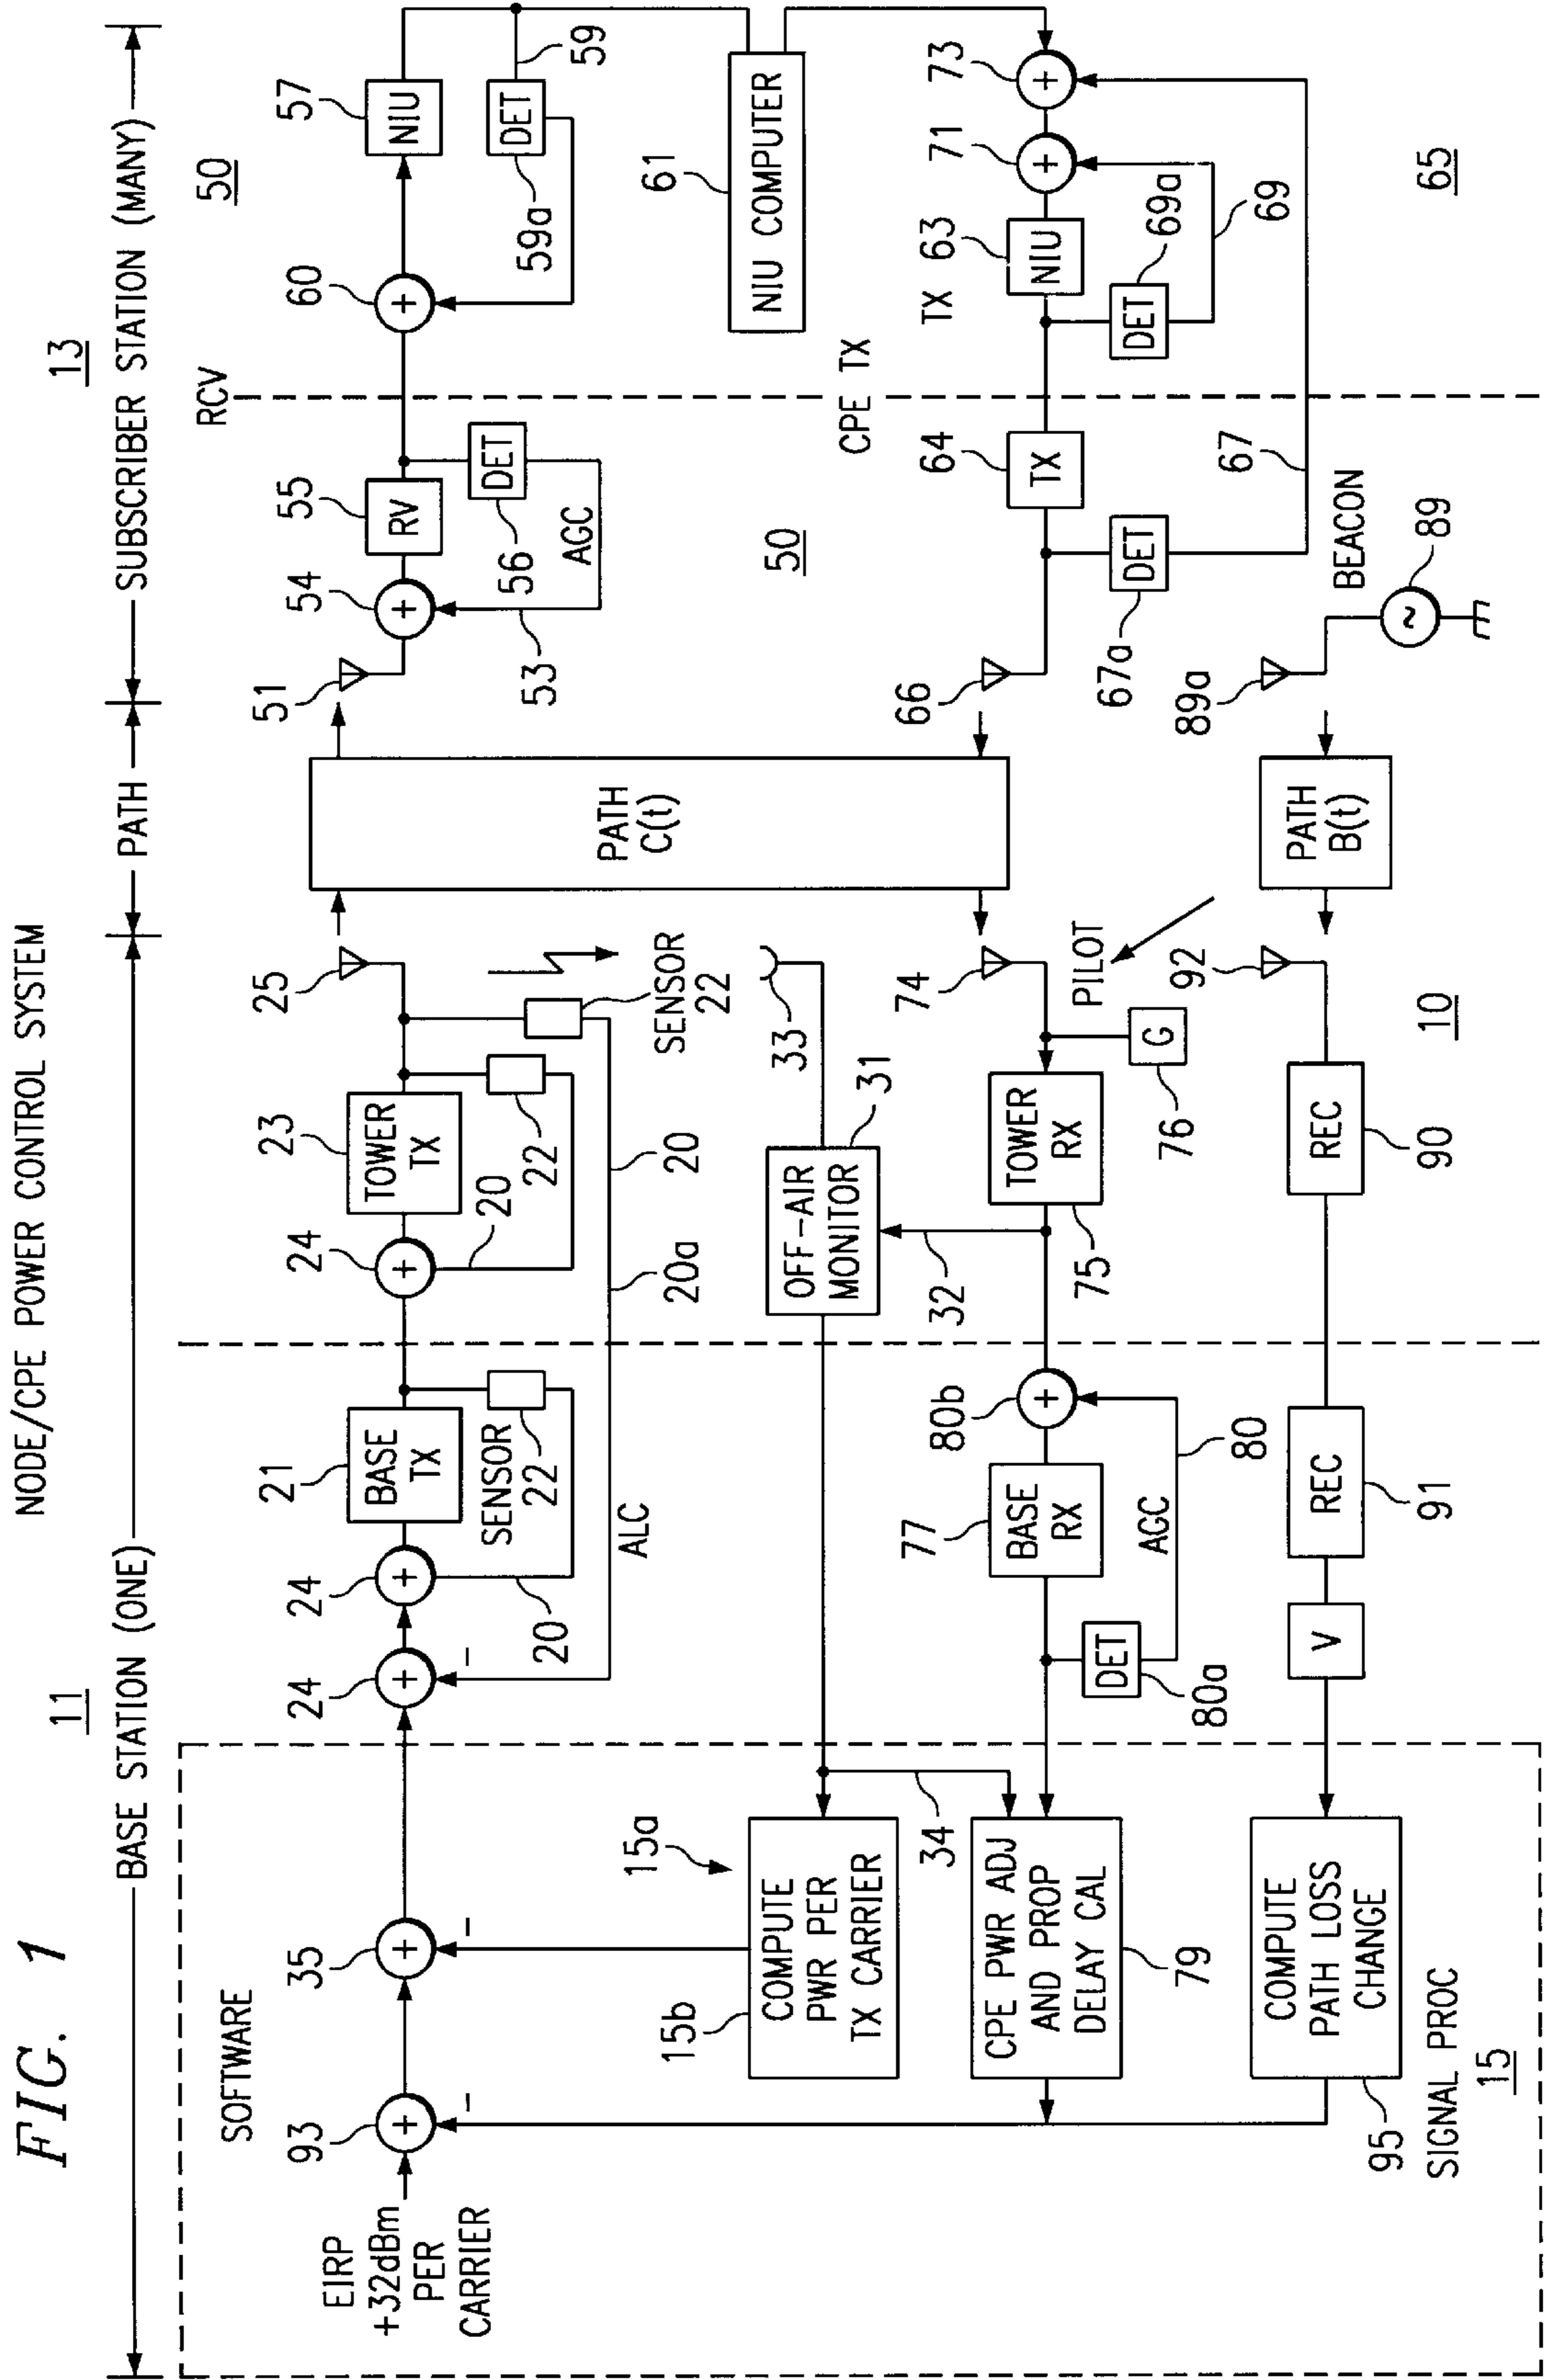 FIG. 1
NODE/CPE POWER CONTROL SYSTEM
11
BASE STATION (ONE)
PATH
13
SUBSCRIBER STATION (MANY)
SOFTWARE
EIRP
+32dBm
PER
CARRIER
93
+
–
35
+
–
24
+
–
24
+
20
21
BASE
TX
SENSOR
22
ALC
24
+
20
20a
20
23
TOWER
TX
22
25
SENSOR
22
15a
15b
COMPUTE
PWR PER
TX CARRIER
34
OFF-AIR
MONITOR
31
32
33
CPE PWR ADJ
AND PROP
DELAY CAL
79
DET
80a
77
BASE
RX
AGC
80
80b
+
TOWER
RX
75
G
76
74
PILOT
COMPUTE
PATH LOSS
CHANGE
95
SIGNAL PROC
15
V
REC
91
REC
90
92
10
PATH
C(t)
PATH
B(t)
51
54
+
53
55
RV
DET
56
AGC
RCV
60
+
57
NIU
50
DET
59a
59
50
61
NIU COMPUTER
CPE TX
66
64
TX
DET
67a
67
TX
63
NIU
DET
69a
69
71
+
73
+
65
89a
BEACON
~
89